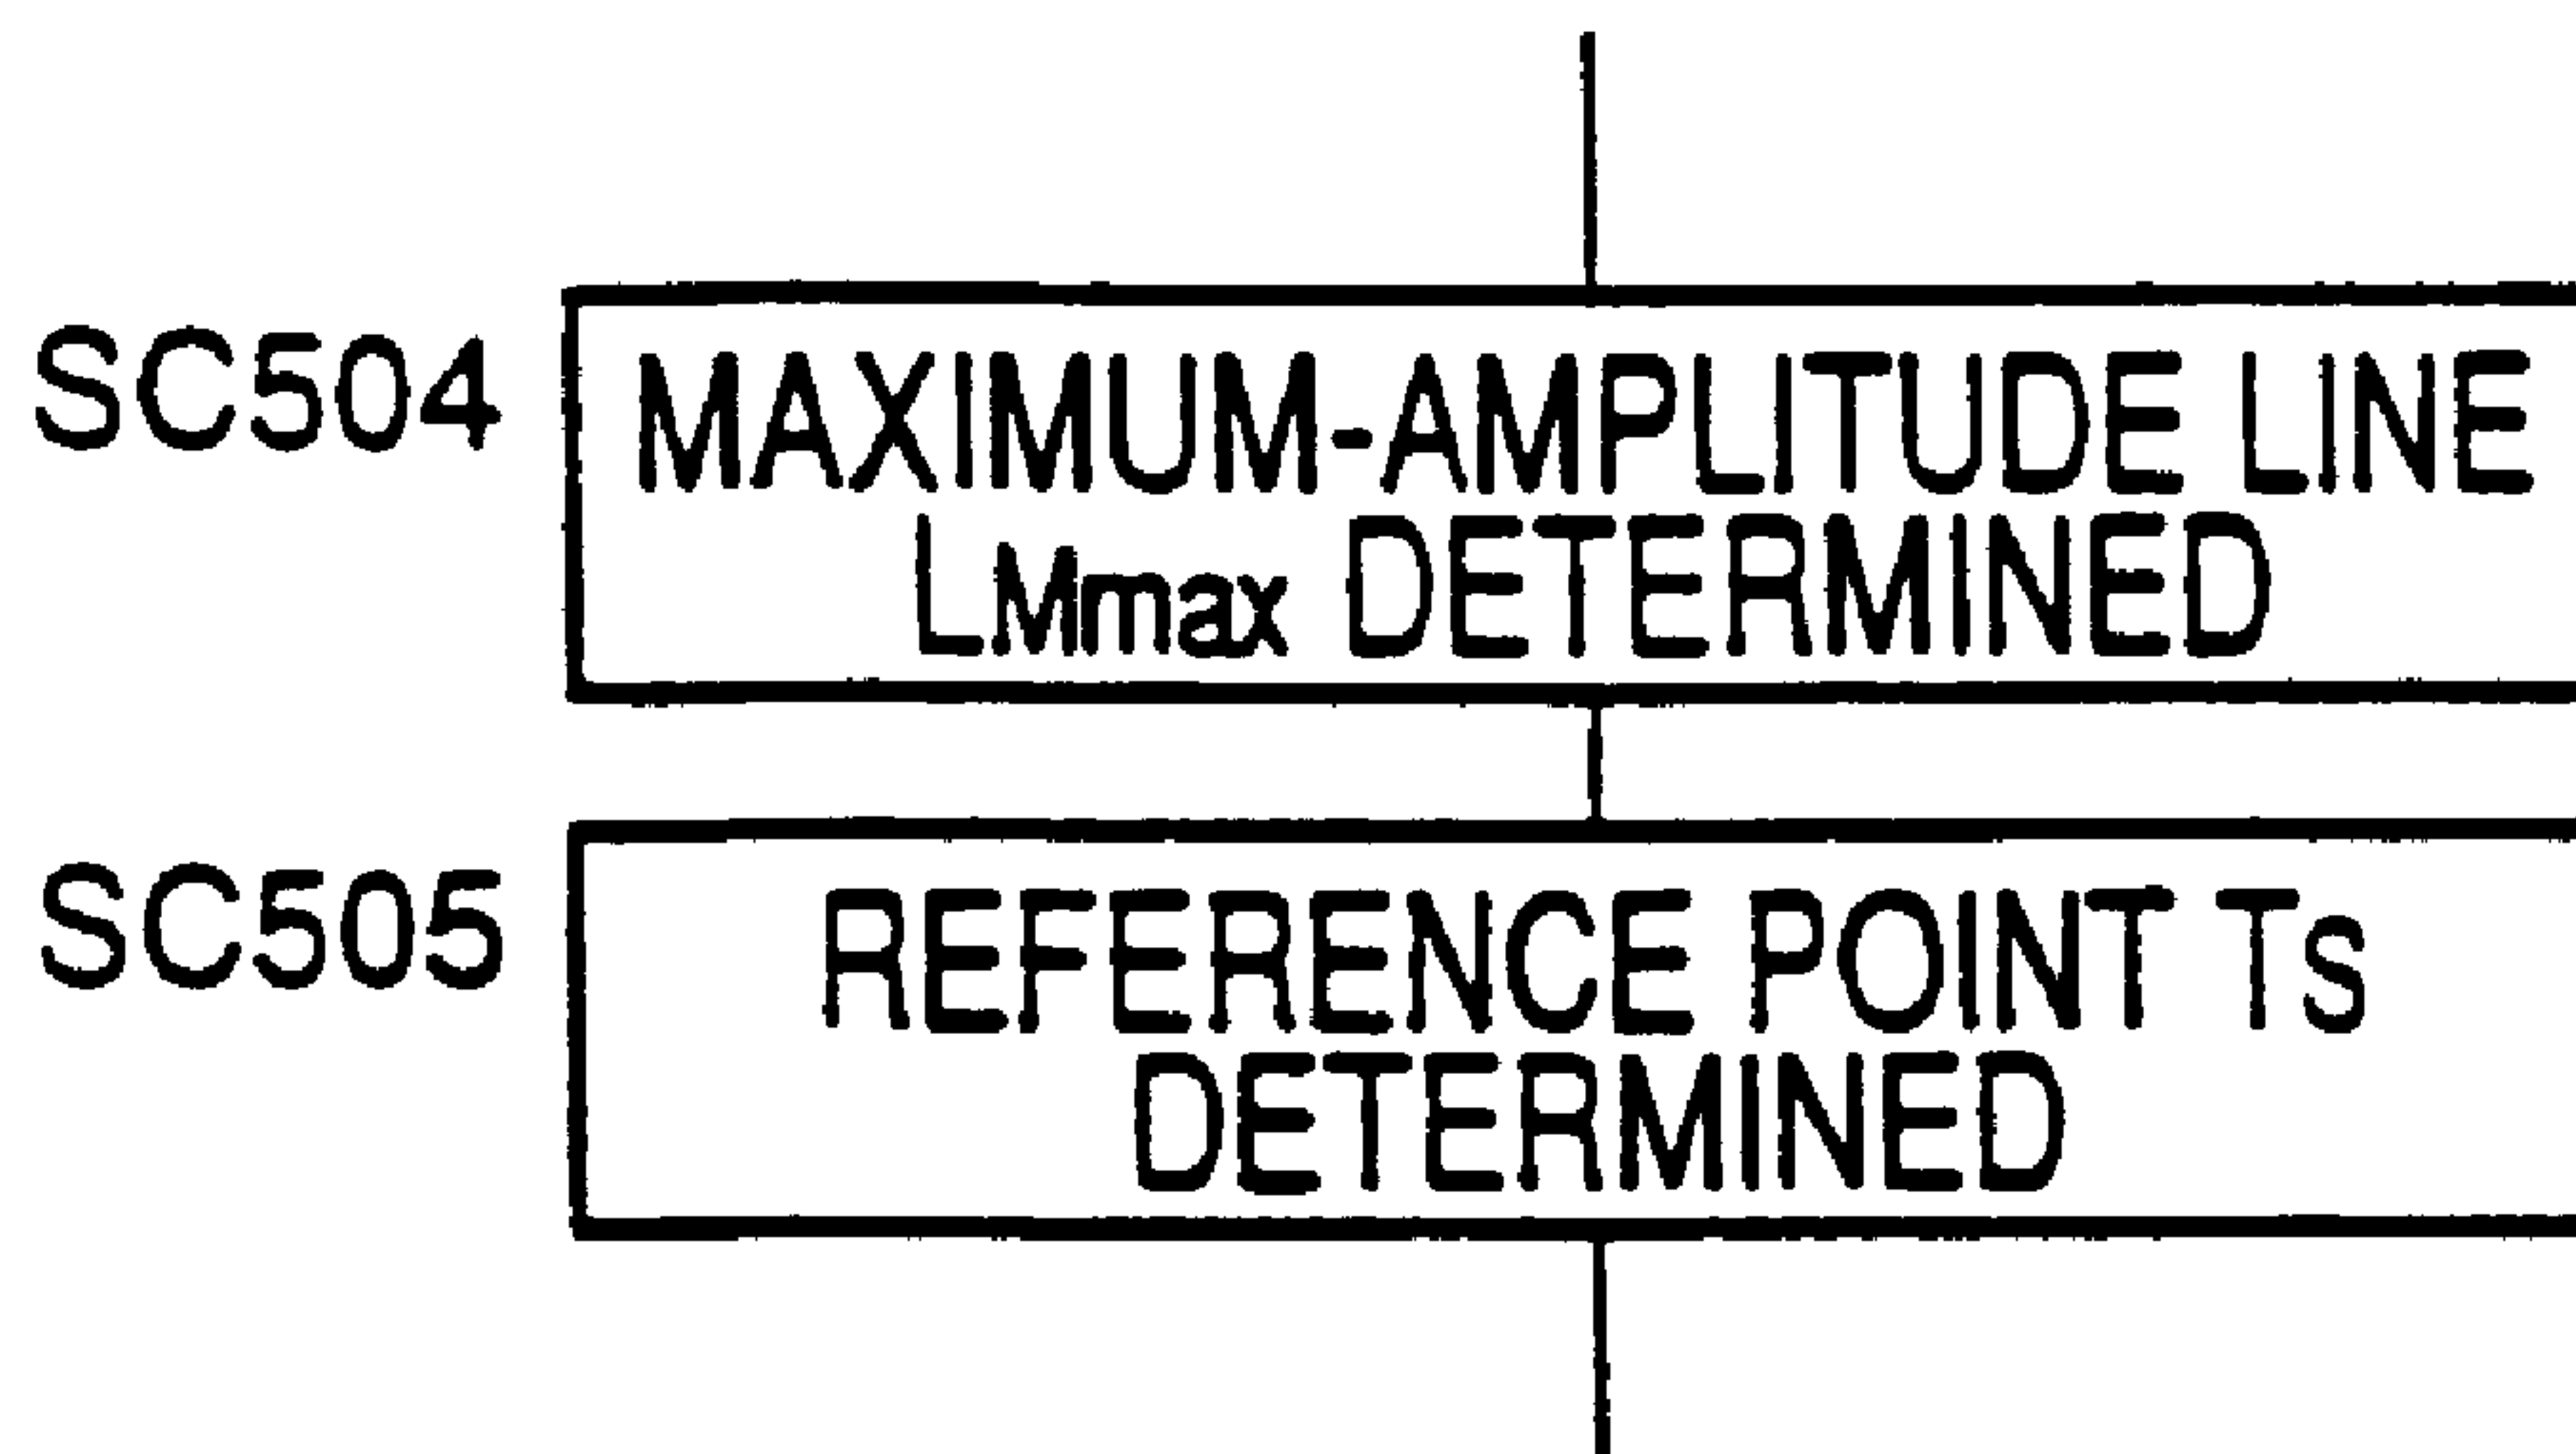 SC504
MAXIMUM-AMPLITUDE LINE
LMmax DETERMINED
SC505
REFERENCE POINT Ts
DETERMINED